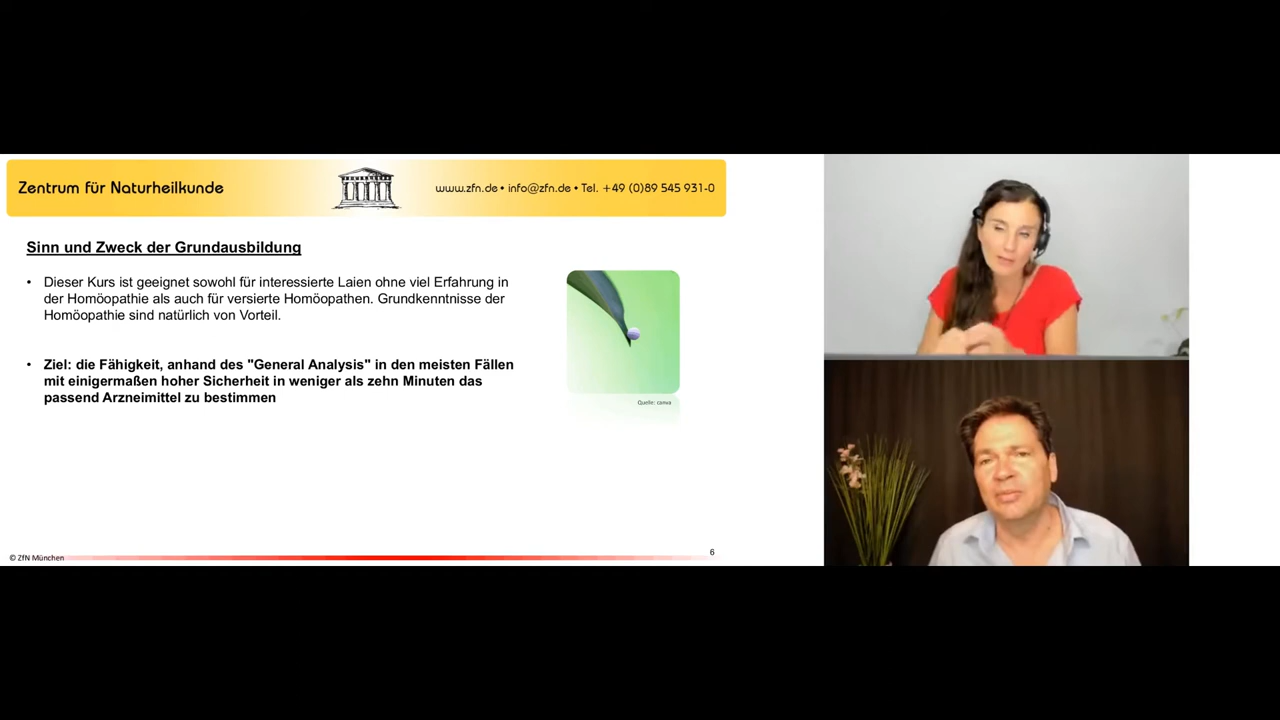 Zentrum für Naturheilkunde
www.zfn.de • info@zfn.de • Tel. +49 (0)89 545 931-0
Sinn und Zweck der Grundausbildung
• Dieser Kurs ist geeignet sowohl für interessierte Laien ohne viel Erfahrung in
der Homöopathie als auch für versierte Homöopathen. Grundkenntnisse der
Homöopathie sind natürlich von Vorteil.
• Ziel: die Fähigkeit, anhand des "General Analysis" in den meisten Fällen
mit einigermaßen hoher Sicherheit in weniger als zehn Minuten das
passend Arzneimittel zu bestimmen
Quelle: canva
© ZfN München
6